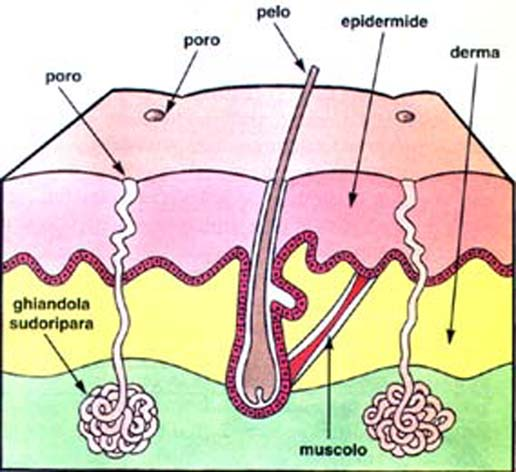 pelo
epidermide
poro
derma
poro
ghiandola
sudoripara
muscolo